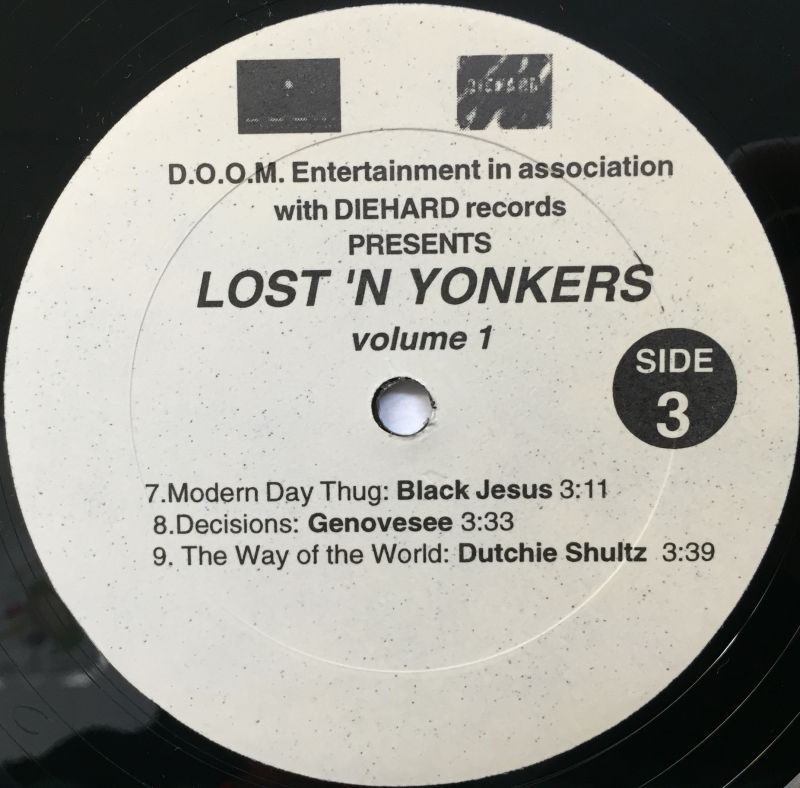 DIEHARD
D.O.O.M. Entertainment in association
with DIEHARD records
PRESENTS
LOST 'N YONKERS
volume 1
SIDE
3
7.Modern Day Thug: Black Jesus 3:11
8.Decisions: Genovesee 3:33
9. The Way of the World: Dutchie Shultz 3:39